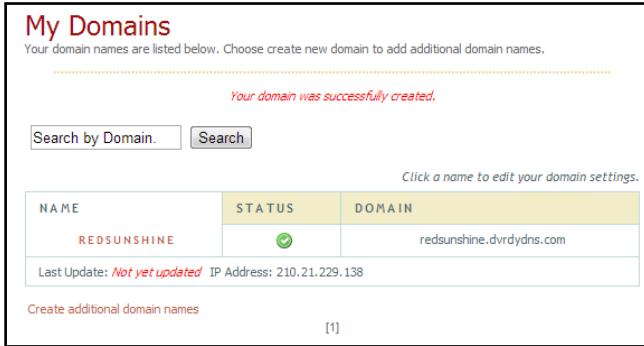 My Domains
Your domain names are listed below. Choose create new domain to add additional domain names.
Your domain was successfully created.
Search by Domain. Search
Click a name to edit your domain settings.
NAME STATUS DOMAIN
REDSUNSHINE redsunshine.dvrdydns.com
Last Update: Not yet updated IP Address: 210.21.229.138
Create additional domain names
[1]